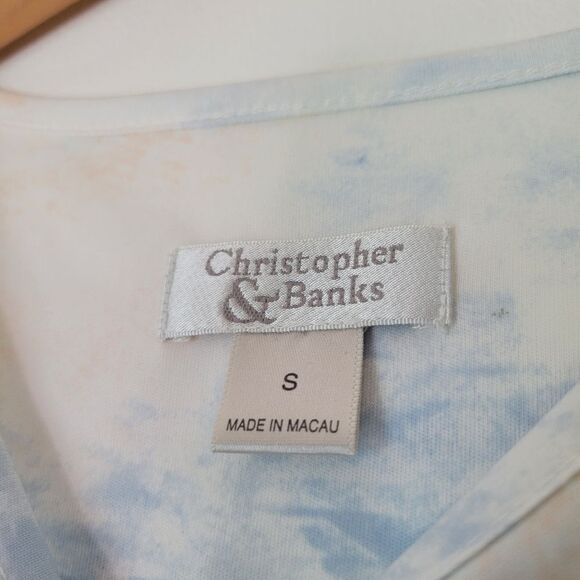 Christopher
& Banks
S
MADE IN MACAU